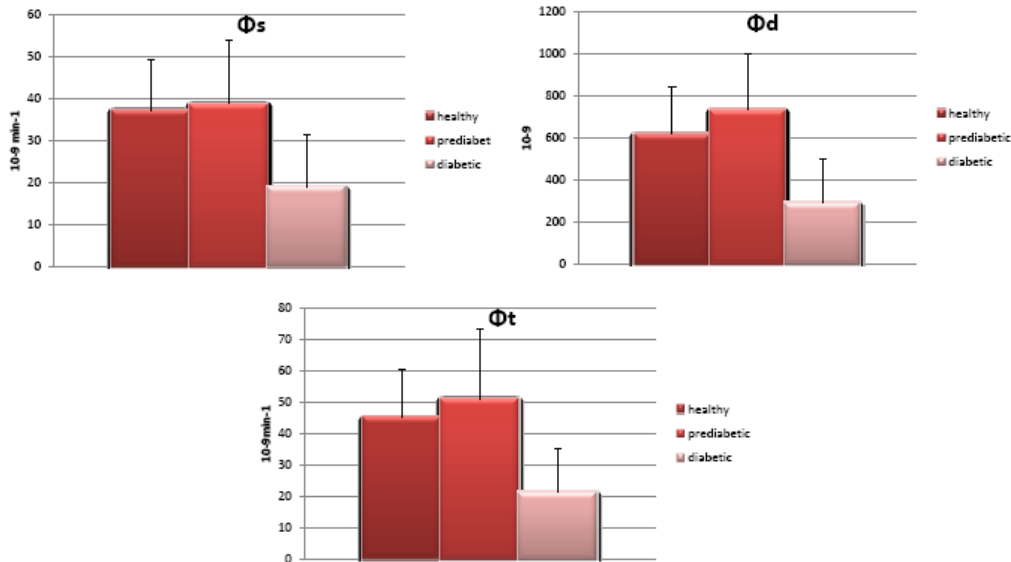 Φs
60
50
40
30
20
10
0
10-9 min-1
healthy
prediabet
diabetic
Φd
1200
1000
800
600
400
200
0
10-9
healthy
prediabetic
diabetic
Φt
80
70
60
50
40
30
20
10
0
10-9min-1
healthy
prediabetic
diabetic